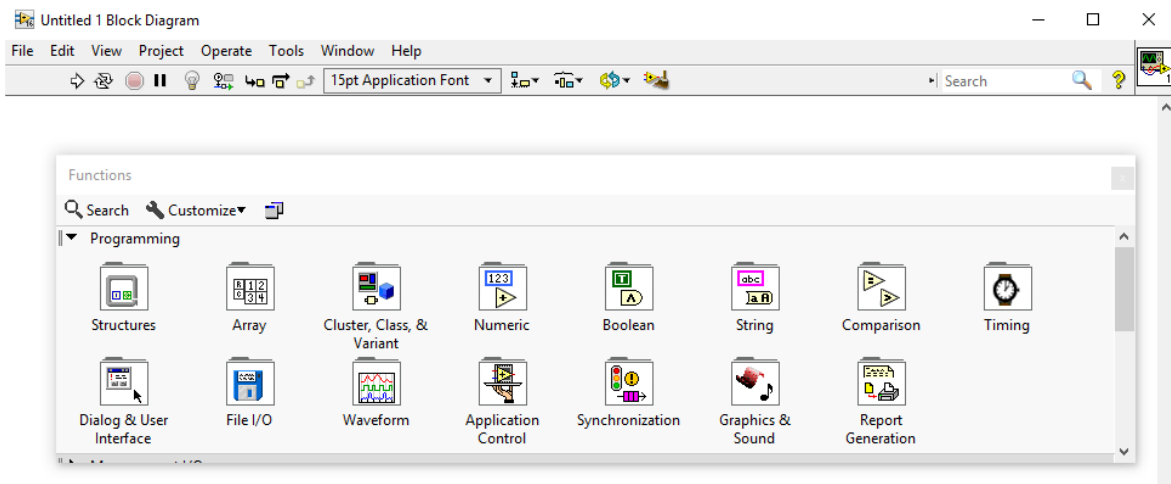 Untitled 1 Block Diagram
File Edit View Project Operate Tools Window Help
15pt Application Font
Search
Functions
Search Customize
Programming
Structures Array Cluster, Class, & Variant Numeric Boolean String Comparison Timing
Dialog & User Interface File I/O Waveform Application Control Synchronization Graphics & Sound Report Generation